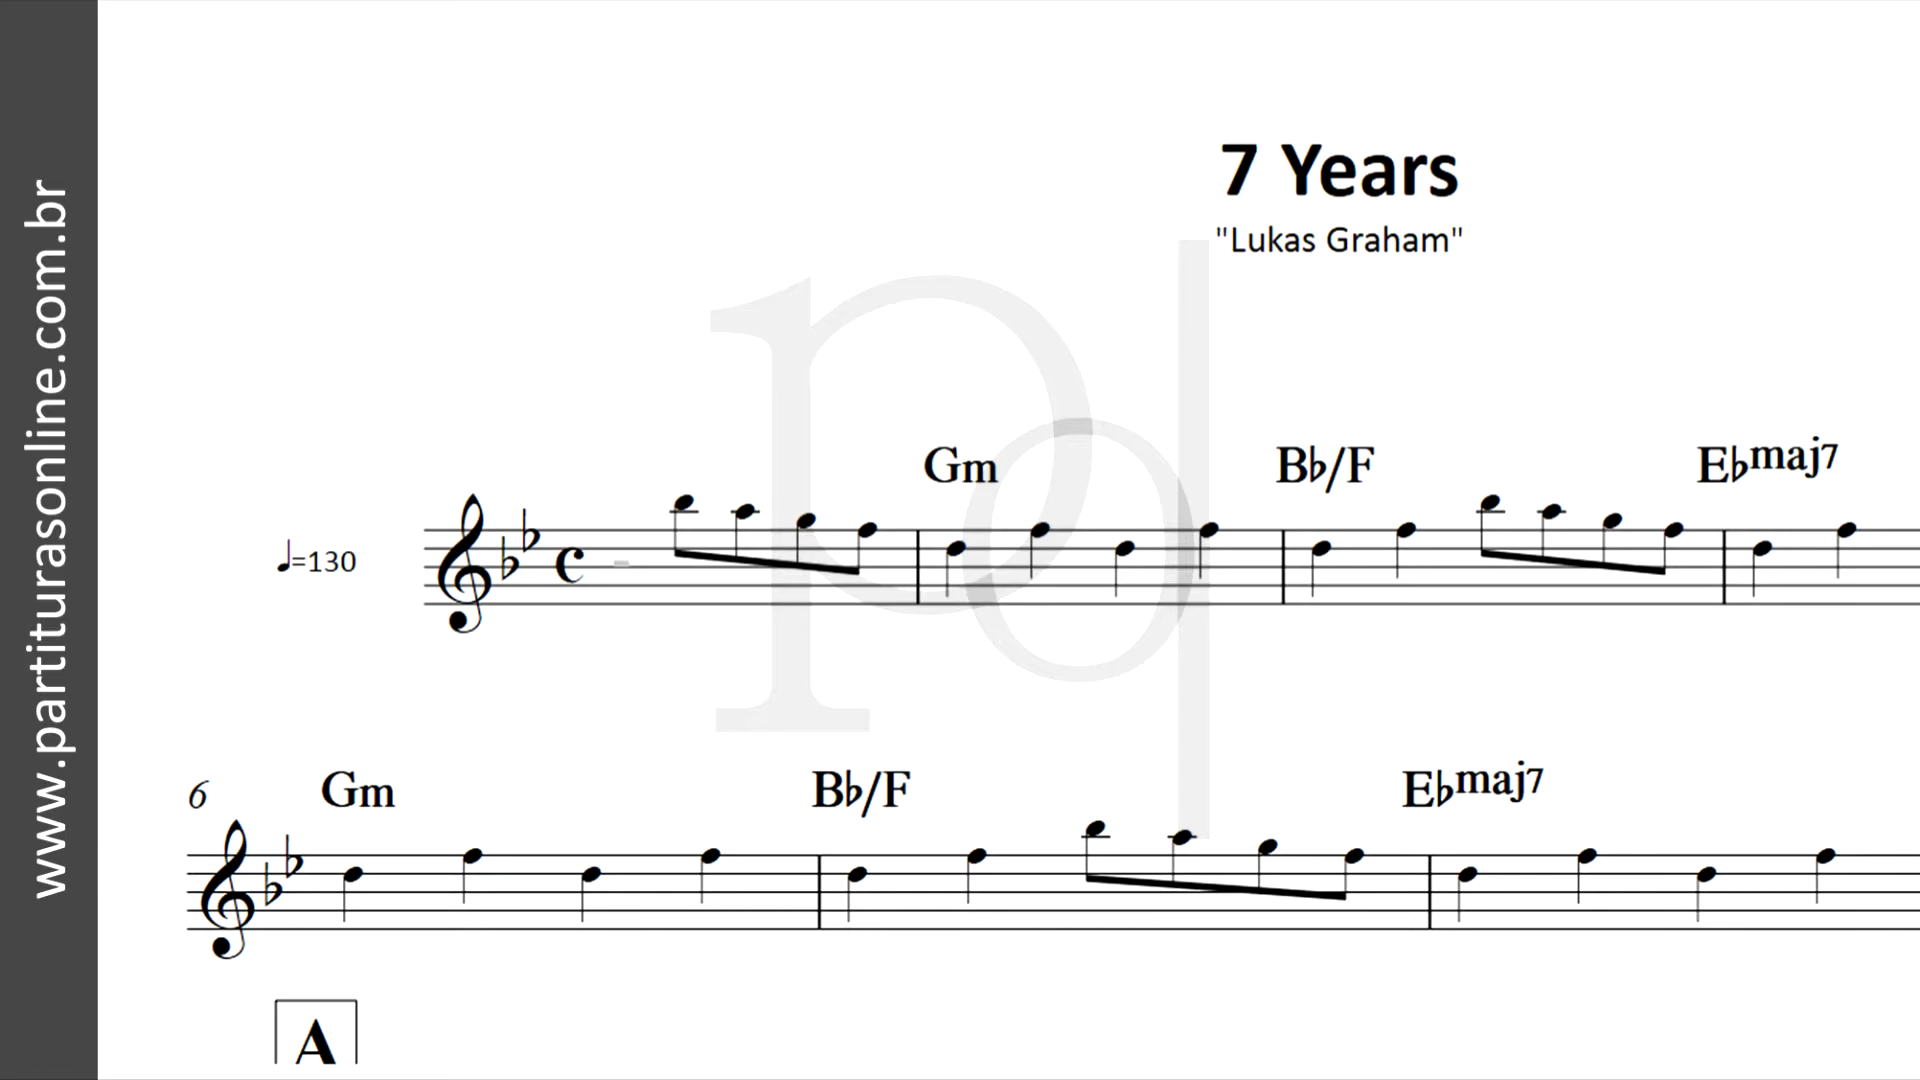 www.partiturasonline.com.br
7 Years
"Lukas Graham"
Gm B♭/F E♭maj7
♩=130
6 Gm B♭/F E♭maj7
A